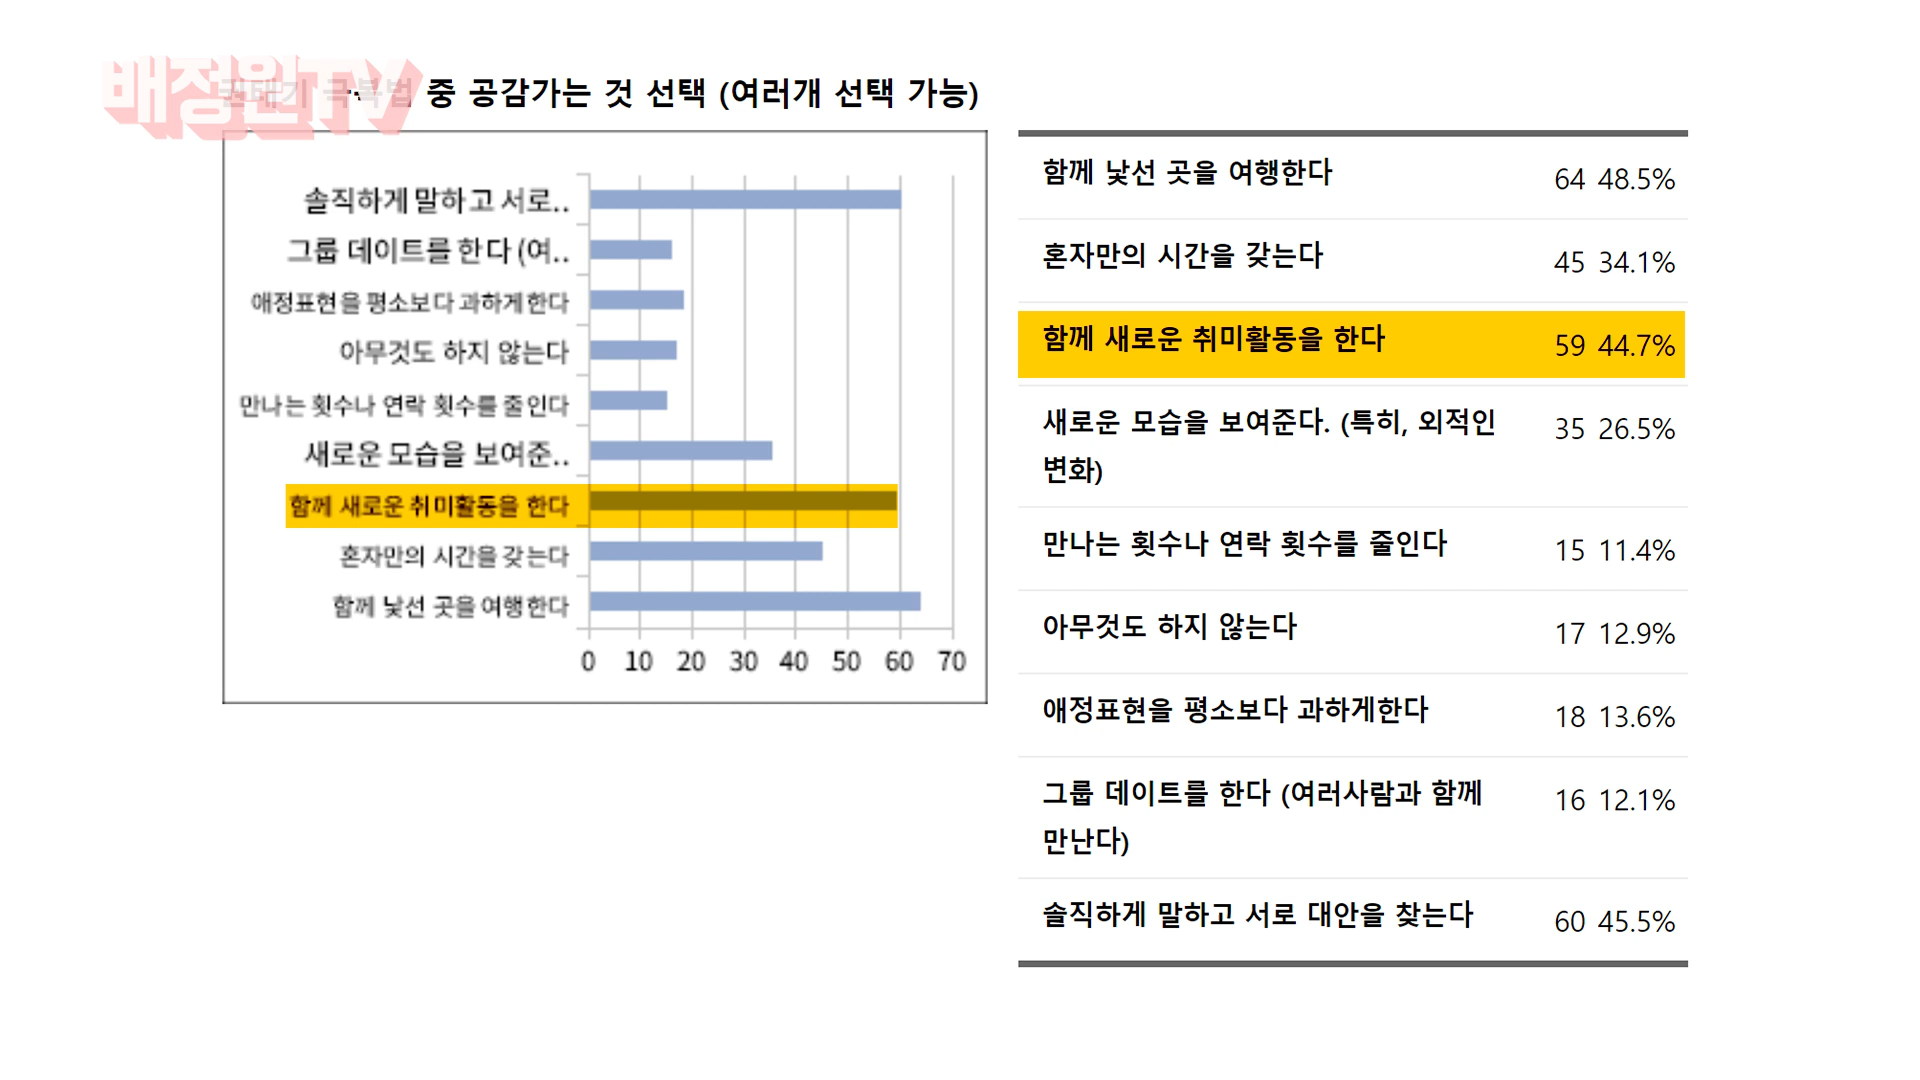 배정원TV
권태기 극복법 중 공감가는 것 선택 (여러개 선택 가능)
솔직하게 말하고 서로..
그룹 데이트를 한다 (여..
애정표현을 평소보다 과하게한다
아무것도 하지 않는다
만나는 횟수나 연락 횟수를 줄인다
새로운 모습을 보여준..
함께 새로운 취미활동을 한다
혼자만의 시간을 갖는다
함께 낯선 곳을 여행한다
0 10 20 30 40 50 60 70
함께 낯선 곳을 여행한다 64 48.5%
혼자만의 시간을 갖는다 45 34.1%
함께 새로운 취미활동을 한다 59 44.7%
새로운 모습을 보여준다. (특히, 외적인 35 26.5%
변화)
만나는 횟수나 연락 횟수를 줄인다 15 11.4%
아무것도 하지 않는다 17 12.9%
애정표현을 평소보다 과하게한다 18 13.6%
그룹 데이트를 한다 (여러사람과 함께 16 12.1%
만난다)
솔직하게 말하고 서로 대안을 찾는다 60 45.5%